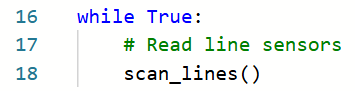 16 while True:
17     # Read line sensors
18     scan_lines()